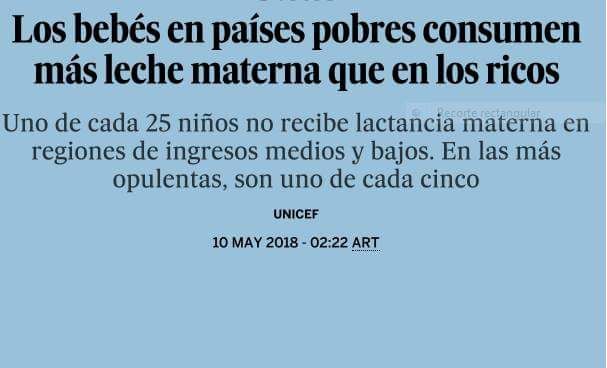 Los bebés en países pobres consumen
más leche materna que en los ricos
Recorte rectangular
Uno de cada 25 niños no recibe lactancia materna en
regiones de ingresos medios y bajos. En las más
opulentas, son uno de cada cinco
UNICEF
10 MAY 2018 - 02:22 ART